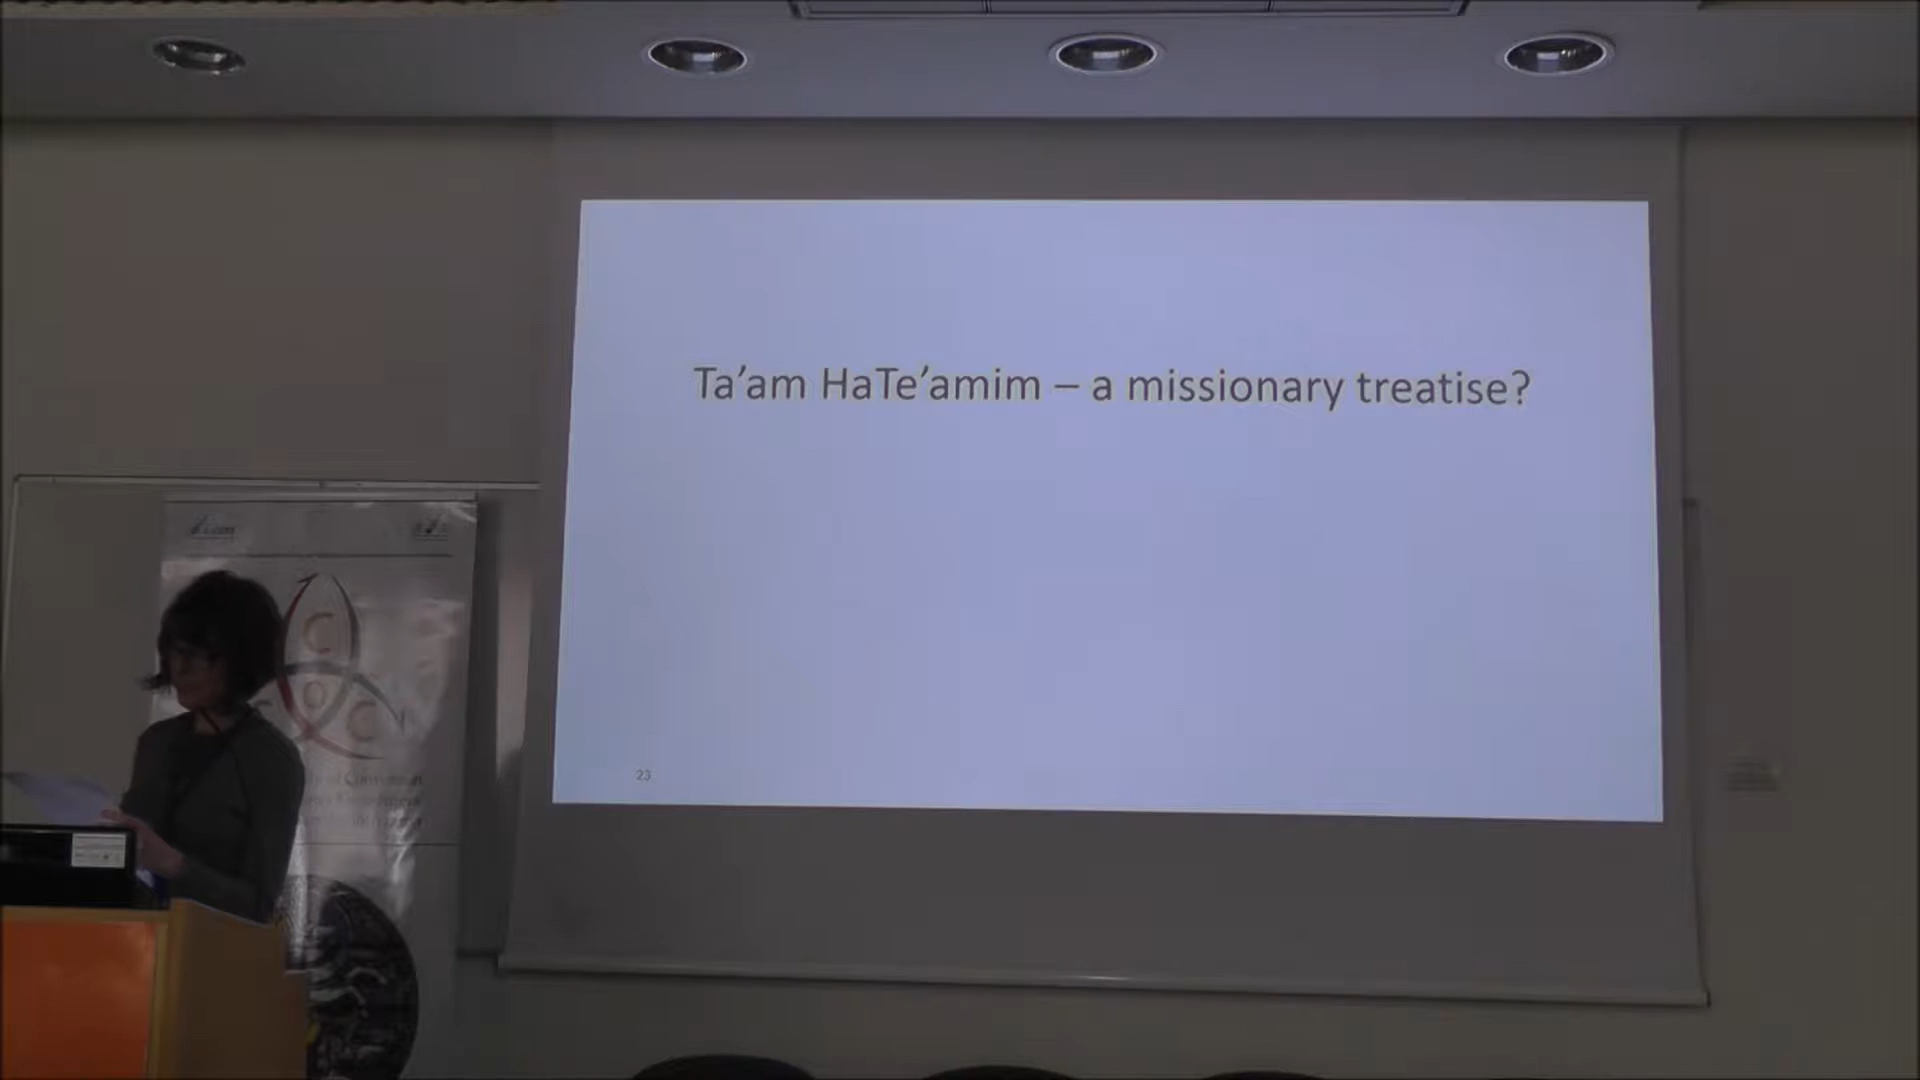 Ta’am HaTe’amim – a missionary treatise?
23
C
O
C
C